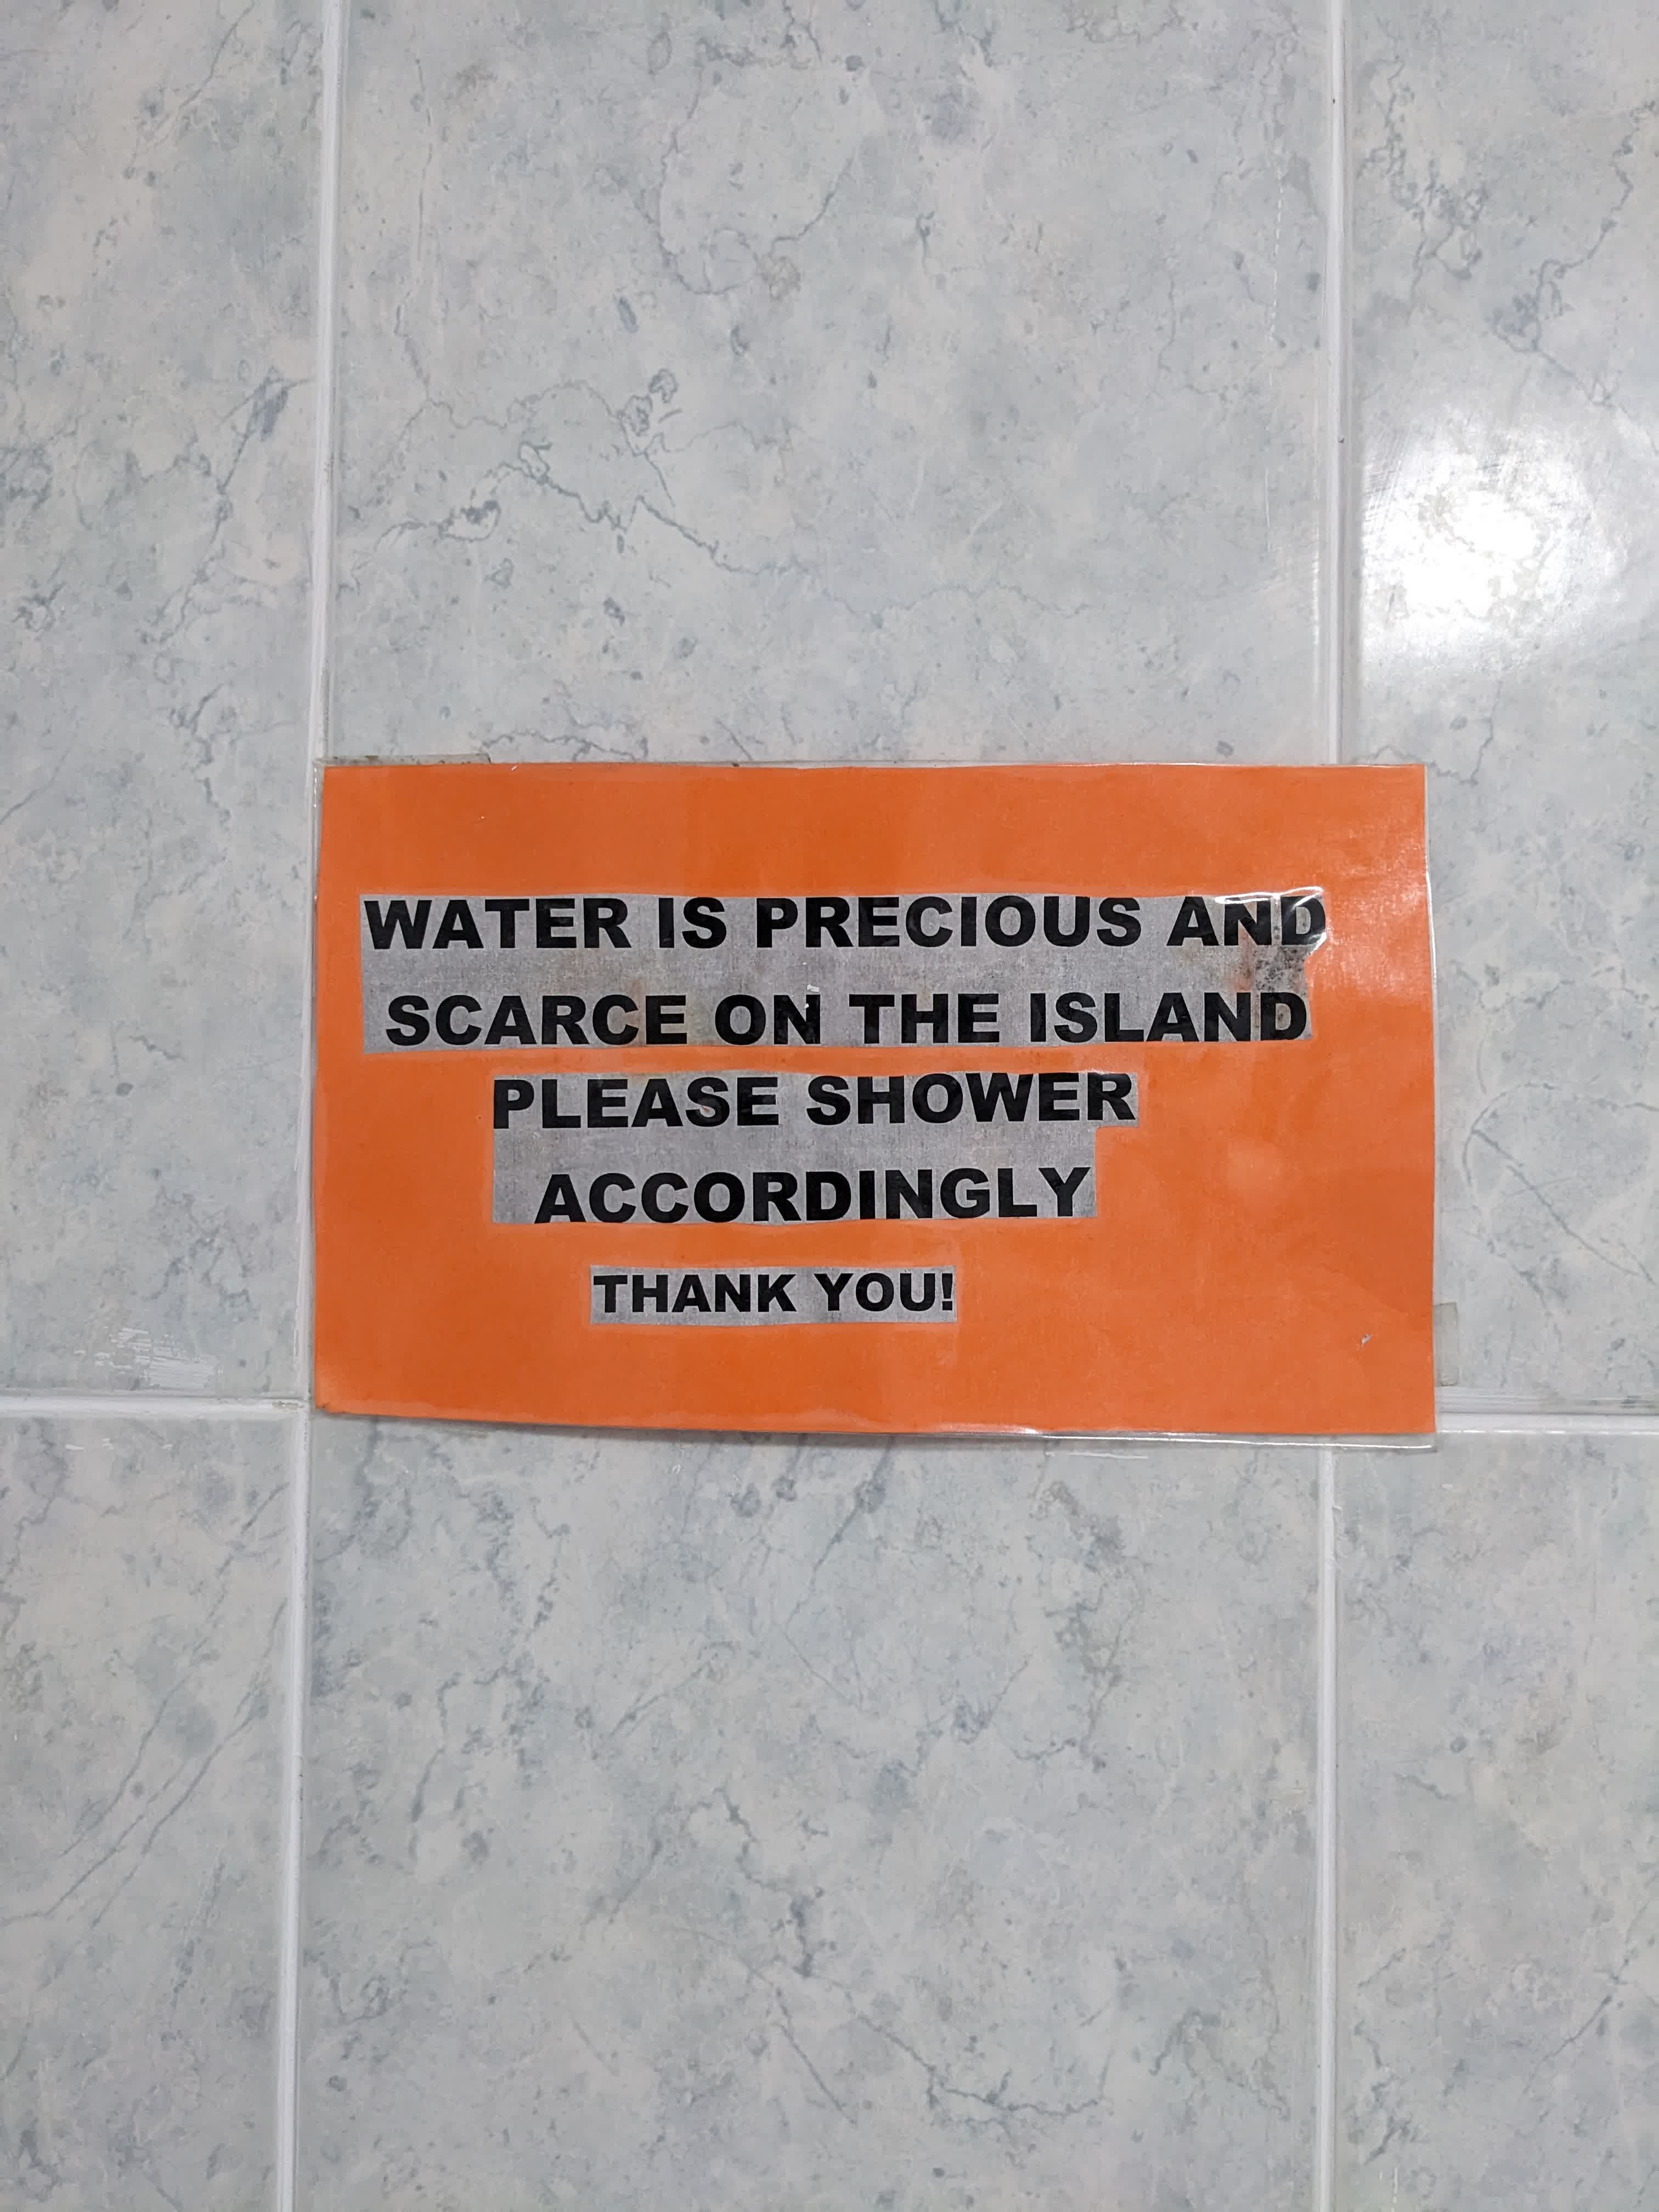 WATER IS PRECIOUS AND
SCARCE ON THE ISLAND
PLEASE SHOWER
ACCORDINGLY
THANK YOU!